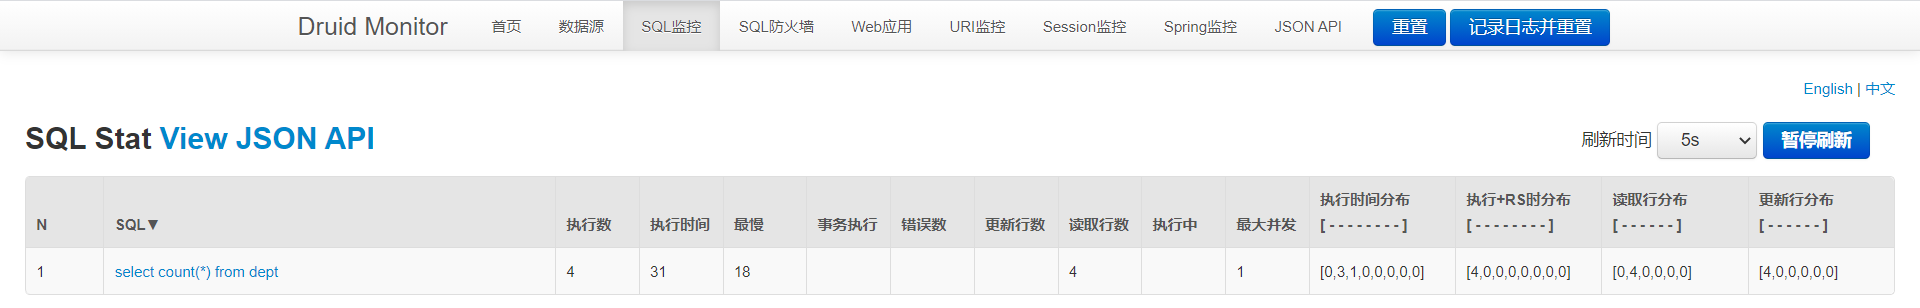 Druid Monitor 首页 数据源 SQL监控 SQL防火墙 Web应用 URI监控 Session监控 Spring监控 JSON API 重置 记录日志并重置
English | 中文
SQL Stat View JSON API 刷新时间 5s 暂停刷新
N SQL▼ 执行数 执行时间 最慢 事务执行 错误数 更新行数 读取行数 执行中 最大并发 执行时间分布 执行+RS时分布 读取行分布 更新行分布
[ - - - - - - - - ] [ - - - - - - - - ] [ - - - - - - ] [ - - - - - - ]
1 select count(*) from dept 4 31 18 4 1 [0,3,1,0,0,0,0,0] [4,0,0,0,0,0,0,0] [0,4,0,0,0,0] [4,0,0,0,0,0]